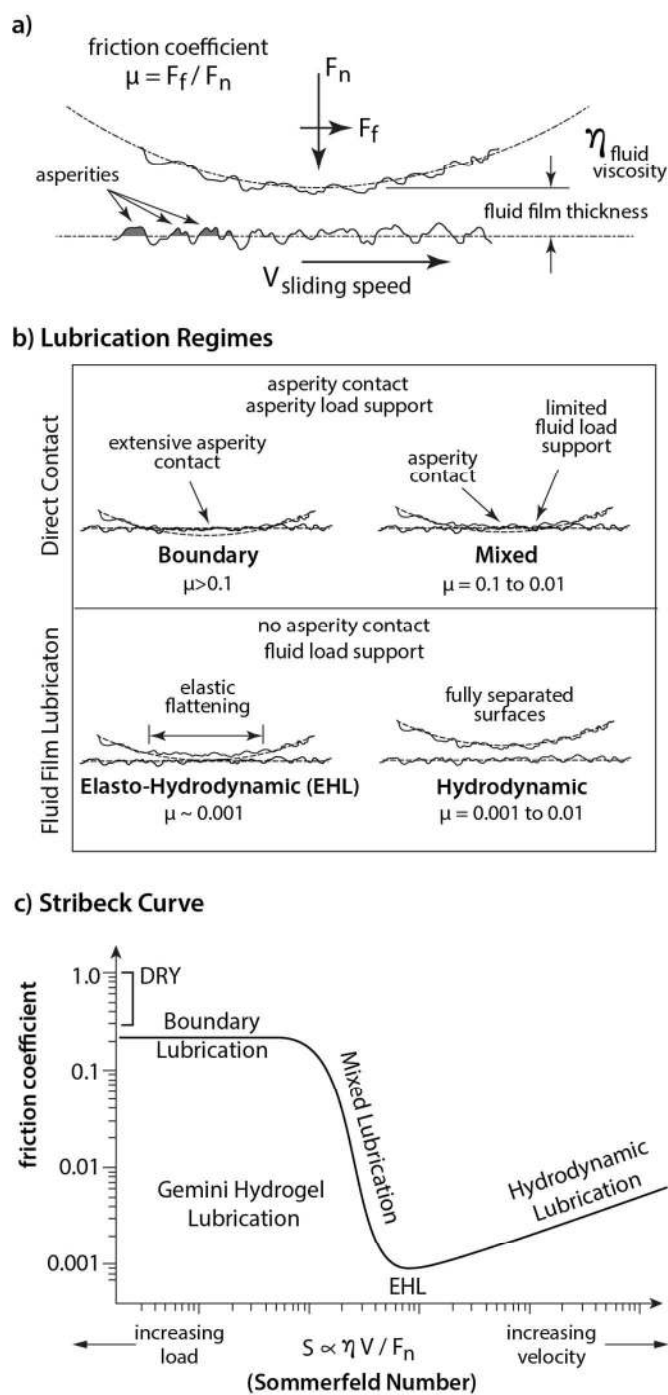 a)
friction coefficient
μ = Ff / Fn
Fn
Ff
η fluid
viscosity
asperities
fluid film thickness
V sliding speed
b) Lubrication Regimes
Direct Contact
asperity contact
asperity load support
extensive asperity
contact
limited
fluid load
support
asperity
contact
Boundary
μ>0.1
Mixed
μ = 0.1 to 0.01
Fluid Film Lubricaton
no asperity contact
fluid load support
elastic
flattening
fully separated
surfaces
Elasto-Hydrodynamic (EHL)
μ ~ 0.001
Hydrodynamic
μ = 0.001 to 0.01
c) Stribeck Curve
friction coefficient
1.0
0.1
0.01
0.001
DRY
Boundary
Lubrication
Mixed Lubrication
Gemini Hydrogel
Lubrication
Hydrodynamic
Lubrication
EHL
increasing
load
S ∝ η V / Fn
increasing
velocity
(Sommerfeld Number)